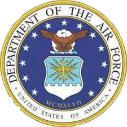 DEPARTMENT OF THE AIR FORCE
MCMXLVII
UNITED STATES OF AMERICA